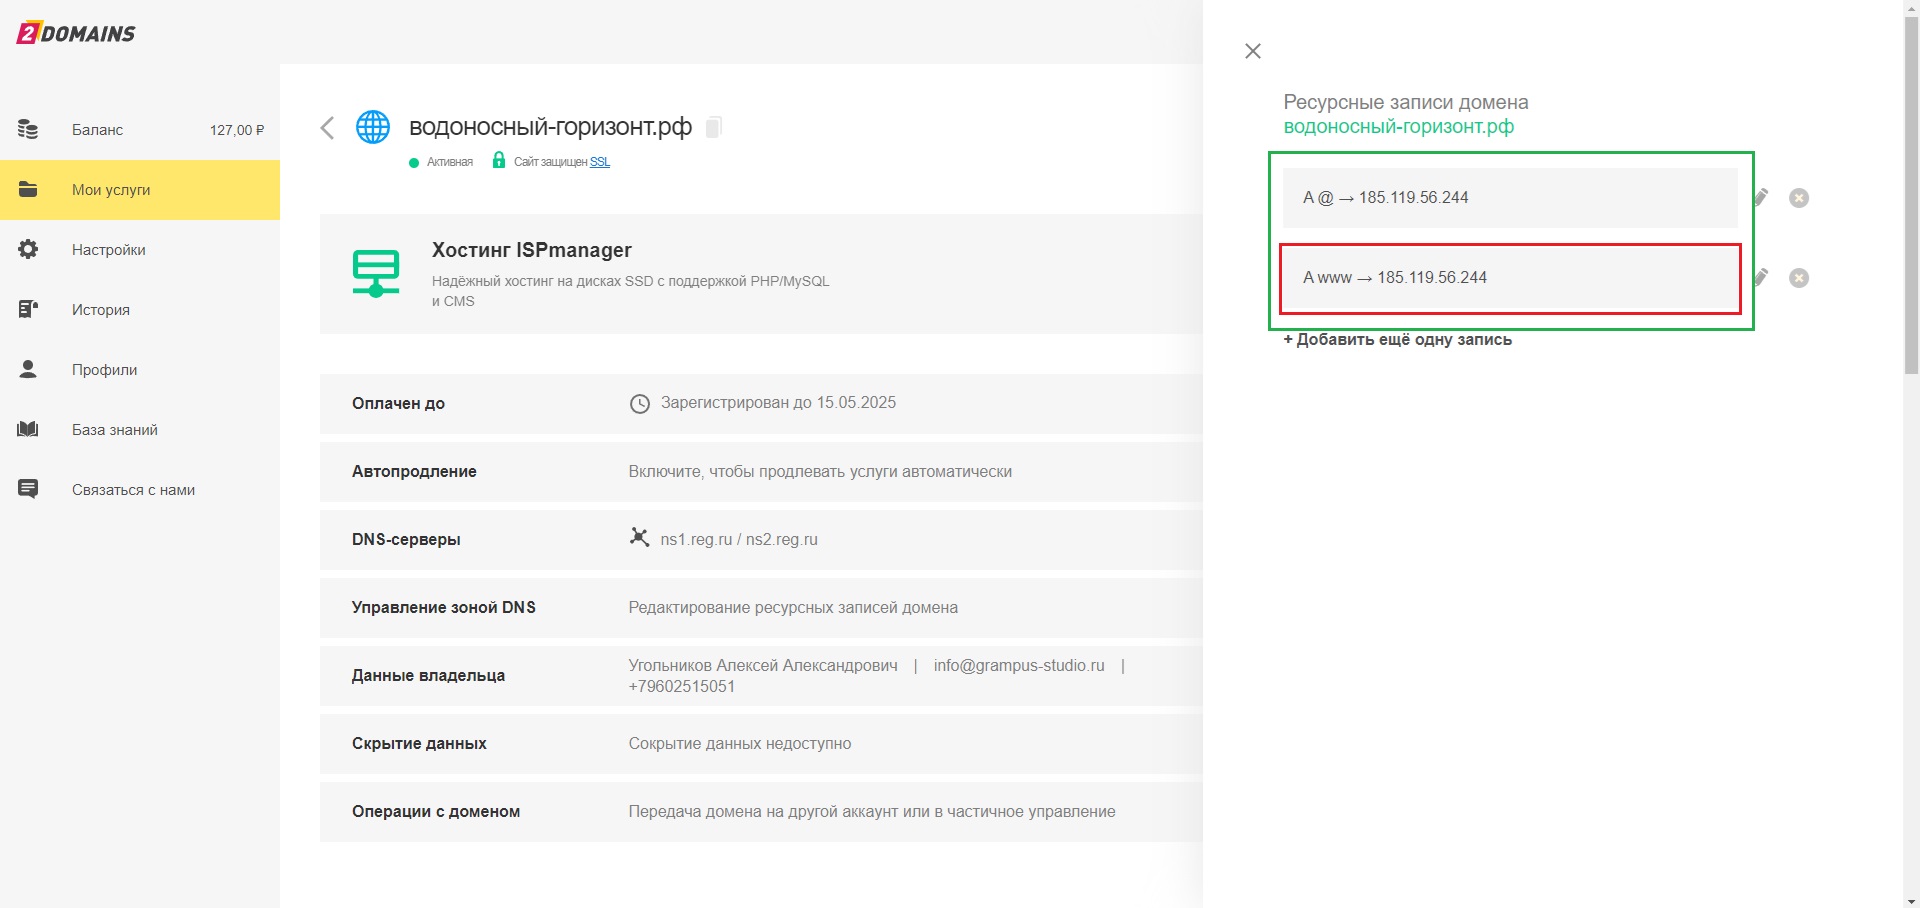 2DOMAINS
Баланс 127,00 ₽
Мои услуги
Настройки
История
Профили
База знаний
Связаться с нами
водоносный-горизонт.рф
Активная Сайт защищен SSL
Хостинг ISPmanager
Надёжный хостинг на дисках SSD с поддержкой PHP/MySQL
и CMS
Оплачен до Зарегистрирован до 15.05.2025
Автопродление Включите, чтобы продлевать услуги автоматически
DNS-серверы ns1.reg.ru / ns2.reg.ru
Управление зоной DNS Редактирование ресурсных записей домена
Данные владельца Угольников Алексей Александрович | info@grampus-studio.ru |
+79602515051
Скрытие данных Сокрытие данных недоступно
Операции с доменом Передача домена на другой аккаунт или в частичное управление
Ресурсные записи домена
водоносный-горизонт.рф
A @ → 185.119.56.244
A www → 185.119.56.244
+ Добавить ещё одну запись